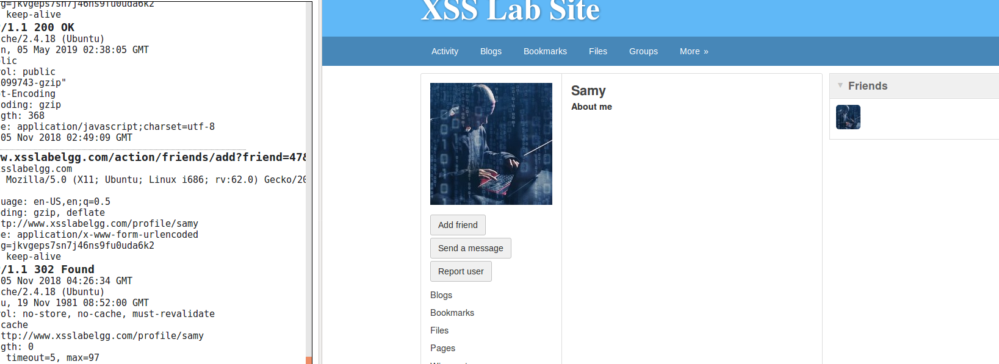 g=jkvgeps7sn7j46ns9fu0uda6k2
keep-alive
/1.1 200 OK
che/2.4.18 (Ubuntu)
n, 05 May 2019 02:38:05 GMT
lic
ol: public
099743-gzip"
t-Encoding
oding: gzip
gth: 368
e: application/javascript;charset=utf-8
05 Nov 2018 02:49:09 GMT
w.xsslabelgg.com/action/friends/add?friend=47&
sslabelgg.com
Mozilla/5.0 (X11; Ubuntu; Linux i686; rv:62.0) Gecko/20
uage: en-US,en;q=0.5
ding: gzip, deflate
tp://www.xsslabelgg.com/profile/samy
e: application/x-www-form-urlencoded
g=jkvgeps7sn7j46ns9fu0uda6k2
keep-alive
/1.1 302 Found
05 Nov 2018 04:26:34 GMT
che/2.4.18 (Ubuntu)
u, 19 Nov 1981 08:52:00 GMT
ol: no-store, no-cache, must-revalidate
cache
ttp://www.xsslabelgg.com/profile/samy
gth: 0
timeout=5, max=97
XSS Lab Site
Activity Blogs Bookmarks Files Groups More »
Samy
About me
Add friend
Send a message
Report user
Blogs
Bookmarks
Files
Pages
Friends